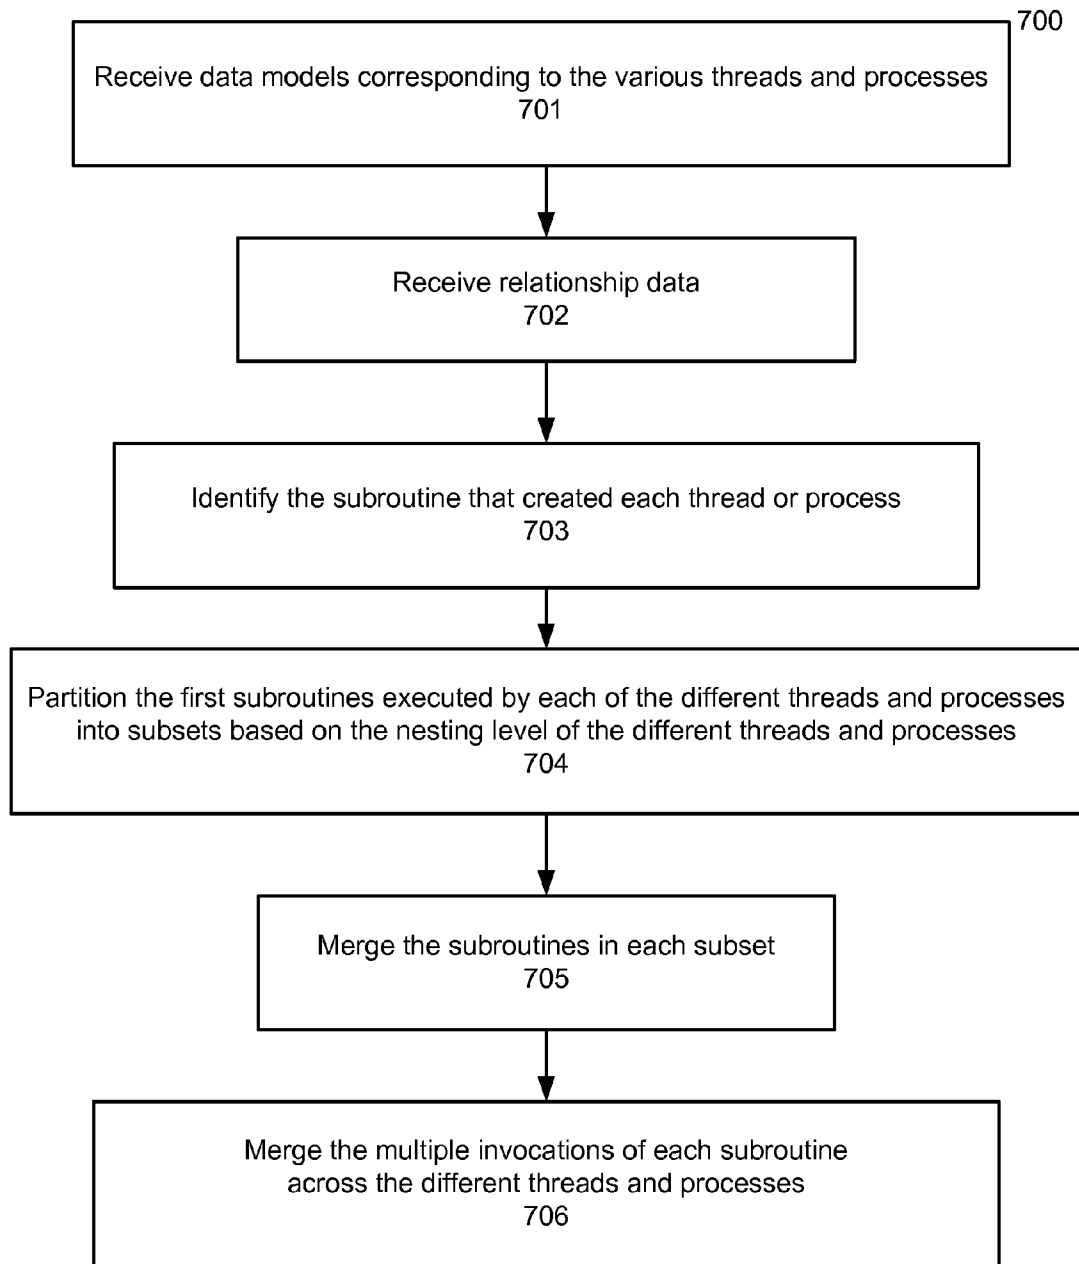 700
Receive data models corresponding to the various threads and processes
701
Receive relationship data
702
Identify the subroutine that created each thread or process
703
Partition the first subroutines executed by each of the different threads and processes
into subsets based on the nesting level of the different threads and processes
704
Merge the subroutines in each subset
705
Merge the multiple invocations of each subroutine
across the different threads and processes
706